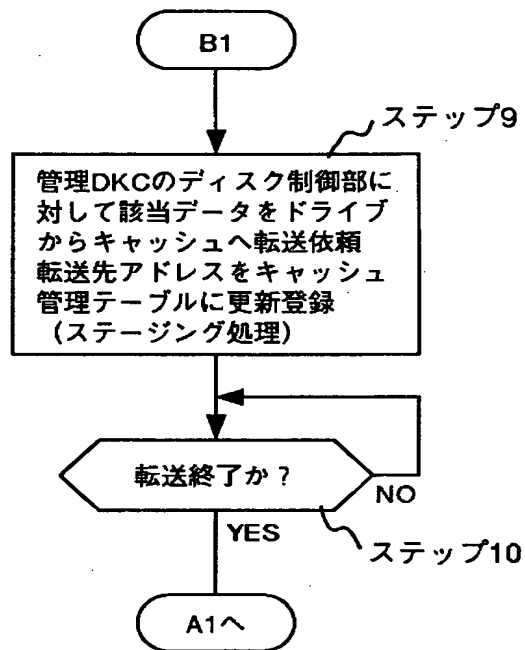 B1
ステップ9
管理DKCのディスク制御部に
対して該当データをドライブ
からキャッシュへ転送依頼
転送先アドレスをキャッシュ
管理テーブルに更新登録
(ステージング処理)
転送終了か?
NO
YES
ステップ10
A1へ